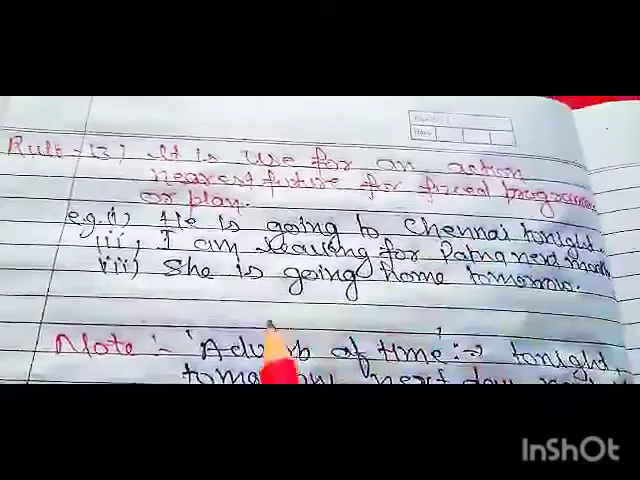 Rule - (3) It is use for an action
nearest future for fixed programme
or plan.
e.g. (i) He is going to Chennai tonight.
(ii) I am leaving for Patna next month
(iii) She is going home tomorrow.
Note :- 'Adverb of time' :-> tonight,
tomorrow, next day,
InShOt